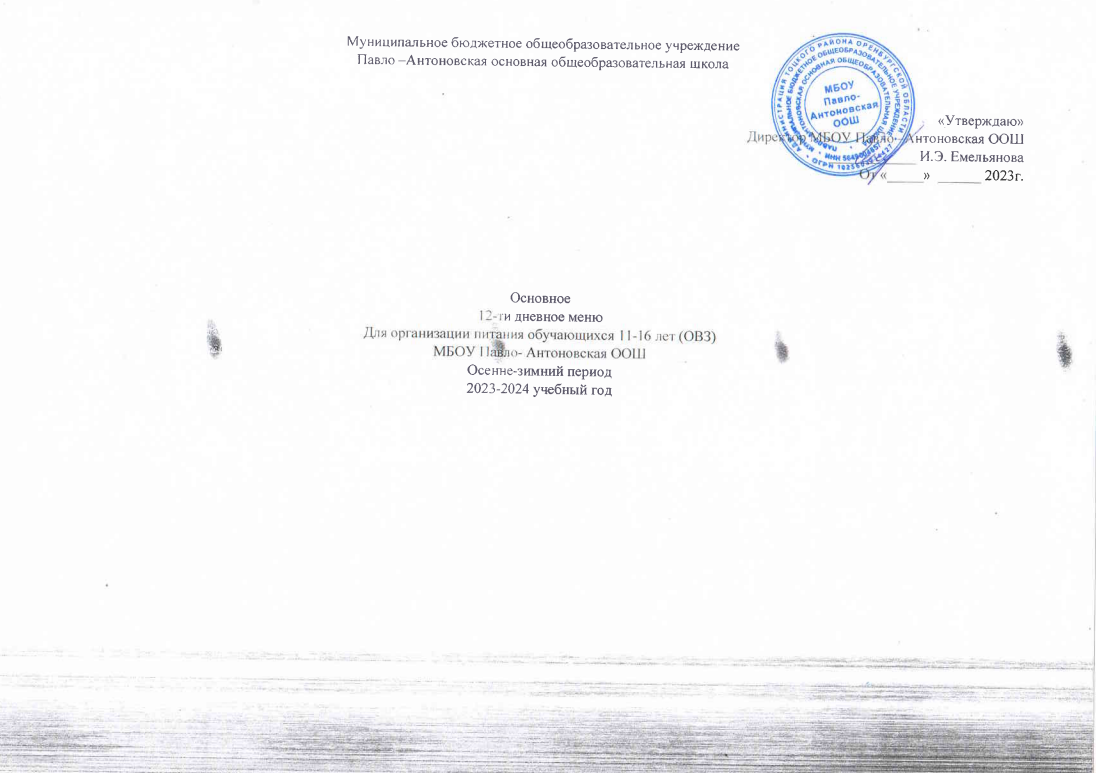 Муниципальное бюджетное общеобразовательное учреждение
Павло –Антоновская основная общеобразовательная школа
МБОУ
Павло-
Антоновская
ООШ
«Утверждаю»
Директор МБОУ Павло- Антоновская ООШ
____________ И.Э. Емельянова
От «_____» ______ 2023г.
Основное
12-ти дневное меню
Для организации питания обучающихся 11-16 лет (ОВЗ)
МБОУ Павло- Антоновская ООШ
Осенне-зимний период
2023-2024 учебный год